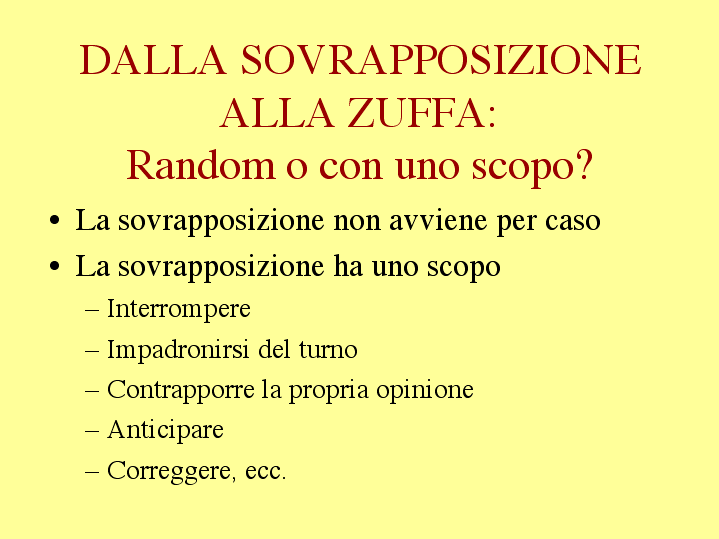 DALLA SOVRAPPOSIZIONE
ALLA ZUFFA:
Random o con uno scopo?
• La sovrapposizione non avviene per caso
• La sovrapposizione ha uno scopo
– Interrompere
– Impadronirsi del turno
– Contrapporre la propria opinione
– Anticipare
– Correggere, ecc.